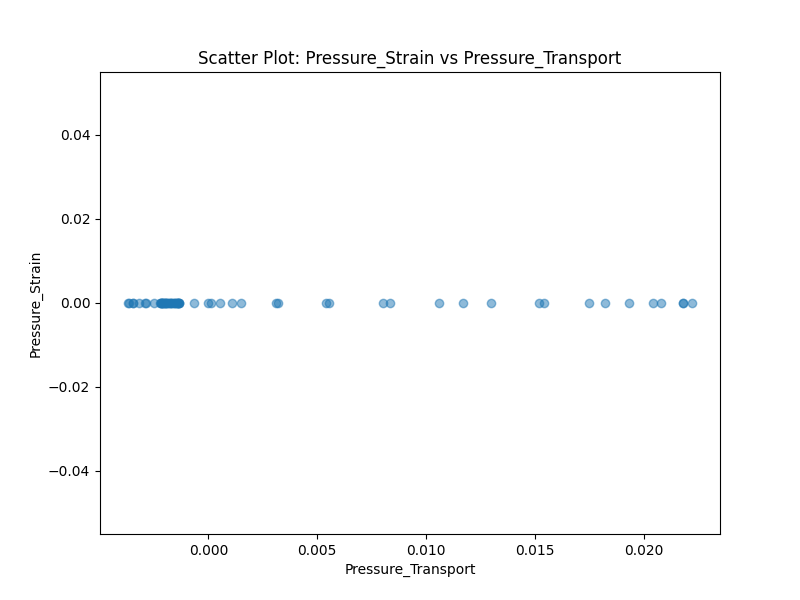 Scatter Plot: Pressure_Strain vs Pressure_Transport
0.04
0.02
0.00
−0.02
−0.04
Pressure_Strain
0.000 0.005 0.010 0.015 0.020
Pressure_Transport